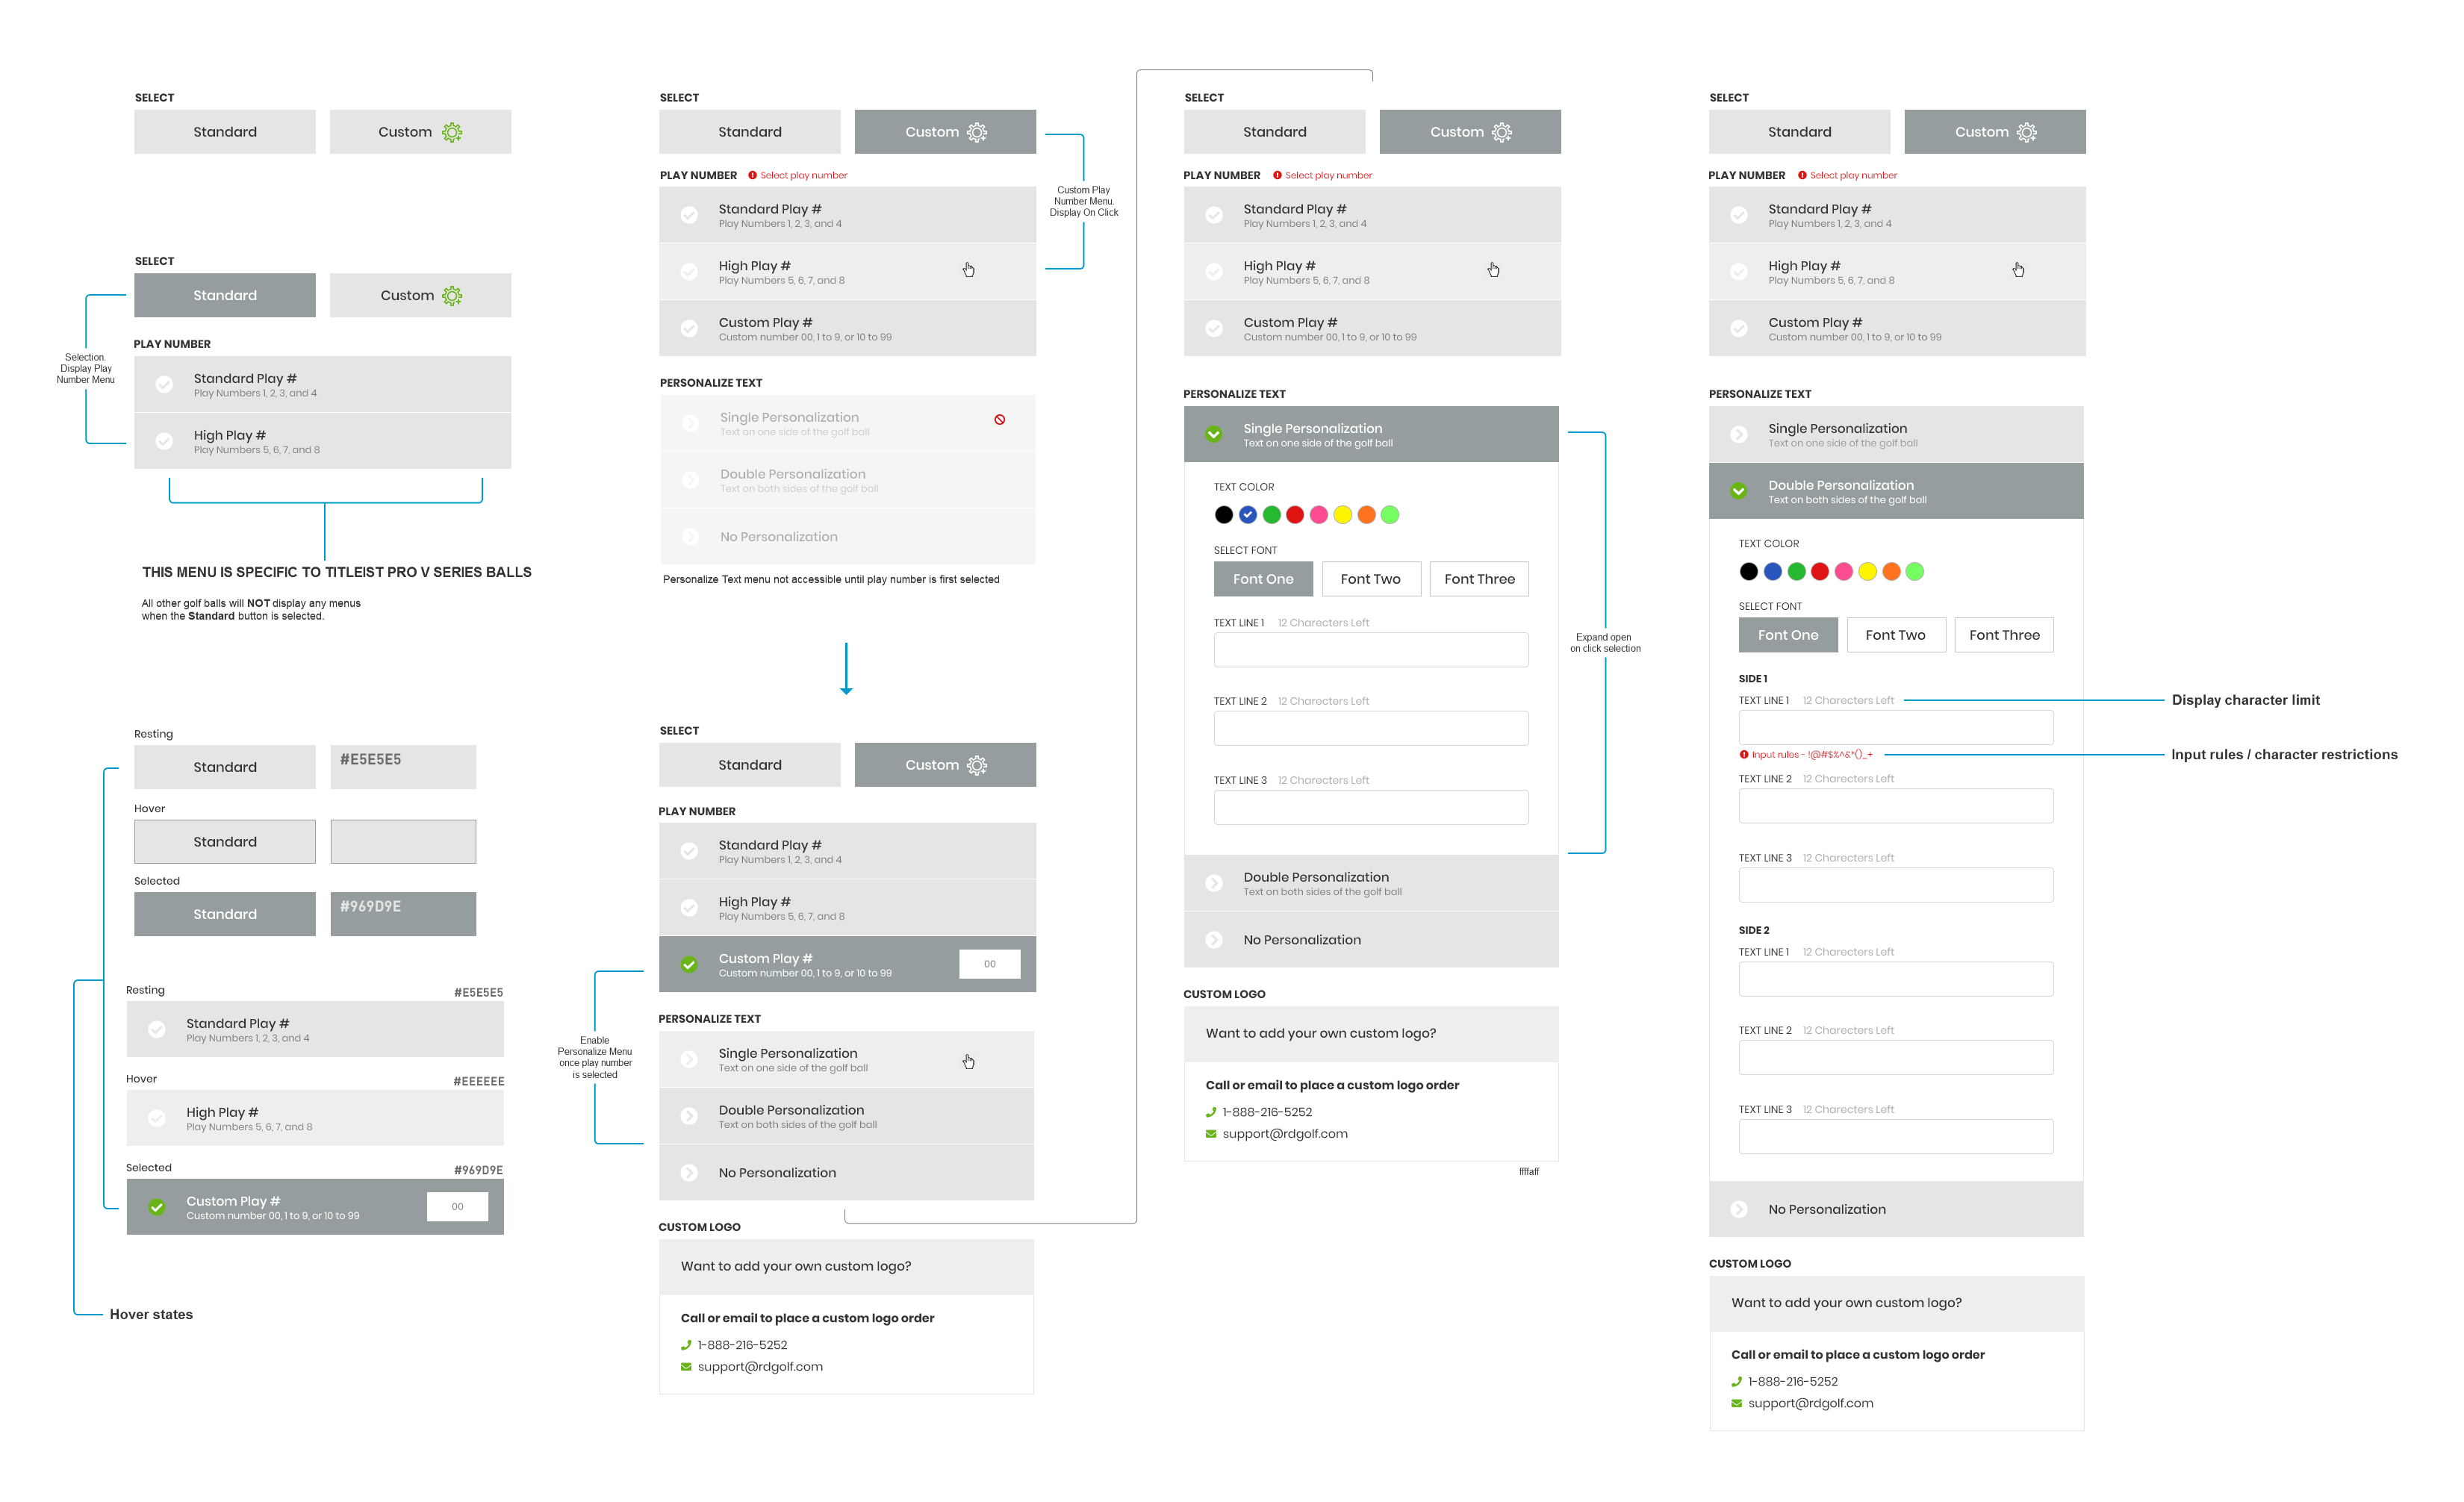 SELECT
Standard
Custom
SELECT
Standard
Custom
PLAY NUMBER
Standard Play #
Play Numbers 1, 2, 3, and 4
High Play #
Play Numbers 5, 6, 7, and 8
Selection.
Display Play
Number Menu
THIS MENU IS SPECIFIC TO TITLEIST PRO V SERIES BALLS
All other golf balls will NOT display any menus
when the Standard button is selected.
Resting
Standard
#E5E5E5
Hover
Standard
Selected
Standard
#969D9E
Resting
#E5E5E5
Standard Play #
Play Numbers 1, 2, 3, and 4
Hover
#EEEEEE
High Play #
Play Numbers 5, 6, 7, and 8
Selected
#969D9E
Custom Play #
Custom number 00, 1 to 9, or 10 to 99
00
Hover states
SELECT
Standard
Custom
PLAY NUMBER
Select play number
Standard Play #
Play Numbers 1, 2, 3, and 4
High Play #
Play Numbers 5, 6, 7, and 8
Custom Play #
Custom number 00, 1 to 9, or 10 to 99
Custom Play
Number Menu.
Display On Click
PERSONALIZE TEXT
Single Personalization
Text on one side of the golf ball
Double Personalization
Text on both sides of the golf ball
No Personalization
Personalize Text menu not accessible until play number is first selected
SELECT
Standard
Custom
PLAY NUMBER
Standard Play #
Play Numbers 1, 2, 3, and 4
High Play #
Play Numbers 5, 6, 7, and 8
Custom Play #
Custom number 00, 1 to 9, or 10 to 99
00
PERSONALIZE TEXT
Enable
Personalize Menu
once play number
is selected
Single Personalization
Text on one side of the golf ball
Double Personalization
Text on both sides of the golf ball
No Personalization
CUSTOM LOGO
Want to add your own custom logo?
Call or email to place a custom logo order
1-888-216-5252
support@rdgolf.com
SELECT
Standard
Custom
PLAY NUMBER
Select play number
Standard Play #
Play Numbers 1, 2, 3, and 4
High Play #
Play Numbers 5, 6, 7, and 8
Custom Play #
Custom number 00, 1 to 9, or 10 to 99
PERSONALIZE TEXT
Single Personalization
Text on one side of the golf ball
TEXT COLOR
SELECT FONT
Font One
Font Two
Font Three
TEXT LINE 1
12 Charecters Left
TEXT LINE 2
12 Charecters Left
TEXT LINE 3
12 Charecters Left
Expand open
on click selection
Double Personalization
Text on both sides of the golf ball
No Personalization
CUSTOM LOGO
Want to add your own custom logo?
Call or email to place a custom logo order
1-888-216-5252
support@rdgolf.com
ffffaff
SELECT
Standard
Custom
PLAY NUMBER
Select play number
Standard Play #
Play Numbers 1, 2, 3, and 4
High Play #
Play Numbers 5, 6, 7, and 8
Custom Play #
Custom number 00, 1 to 9, or 10 to 99
PERSONALIZE TEXT
Single Personalization
Text on one side of the golf ball
Double Personalization
Text on both sides of the golf ball
TEXT COLOR
SELECT FONT
Font One
Font Two
Font Three
SIDE 1
TEXT LINE 1
12 Charecters Left
Display character limit
Input rules - !@#$%^&*()_+
Input rules / character restrictions
TEXT LINE 2
12 Charecters Left
TEXT LINE 3
12 Charecters Left
SIDE 2
TEXT LINE 1
12 Charecters Left
TEXT LINE 2
12 Charecters Left
TEXT LINE 3
12 Charecters Left
No Personalization
CUSTOM LOGO
Want to add your own custom logo?
Call or email to place a custom logo order
1-888-216-5252
support@rdgolf.com